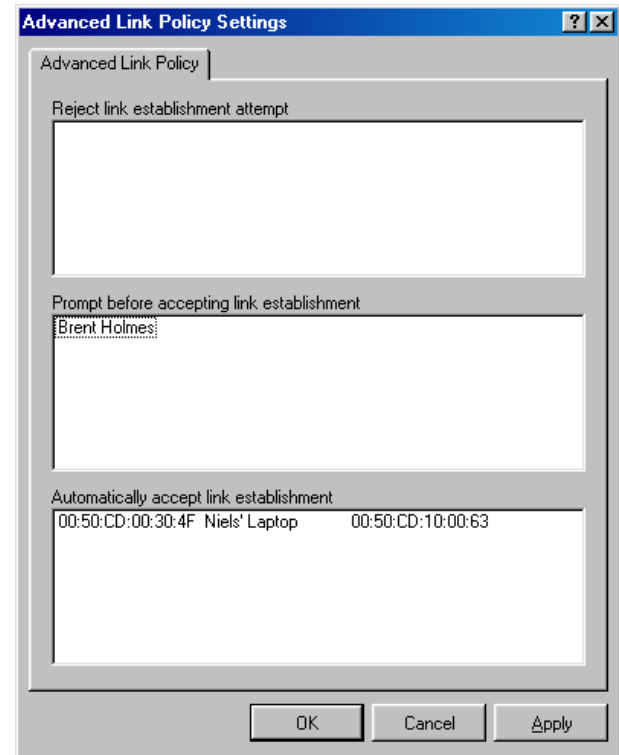 Advanced Link Policy Settings
Advanced Link Policy
Reject link establishment attempt
Prompt before accepting link establishment
Brent Holmes
Automatically accept link establishment
00:50:CD:00:30:4F Niels' Laptop 00:50:CD:10:00:63
OK Cancel Apply